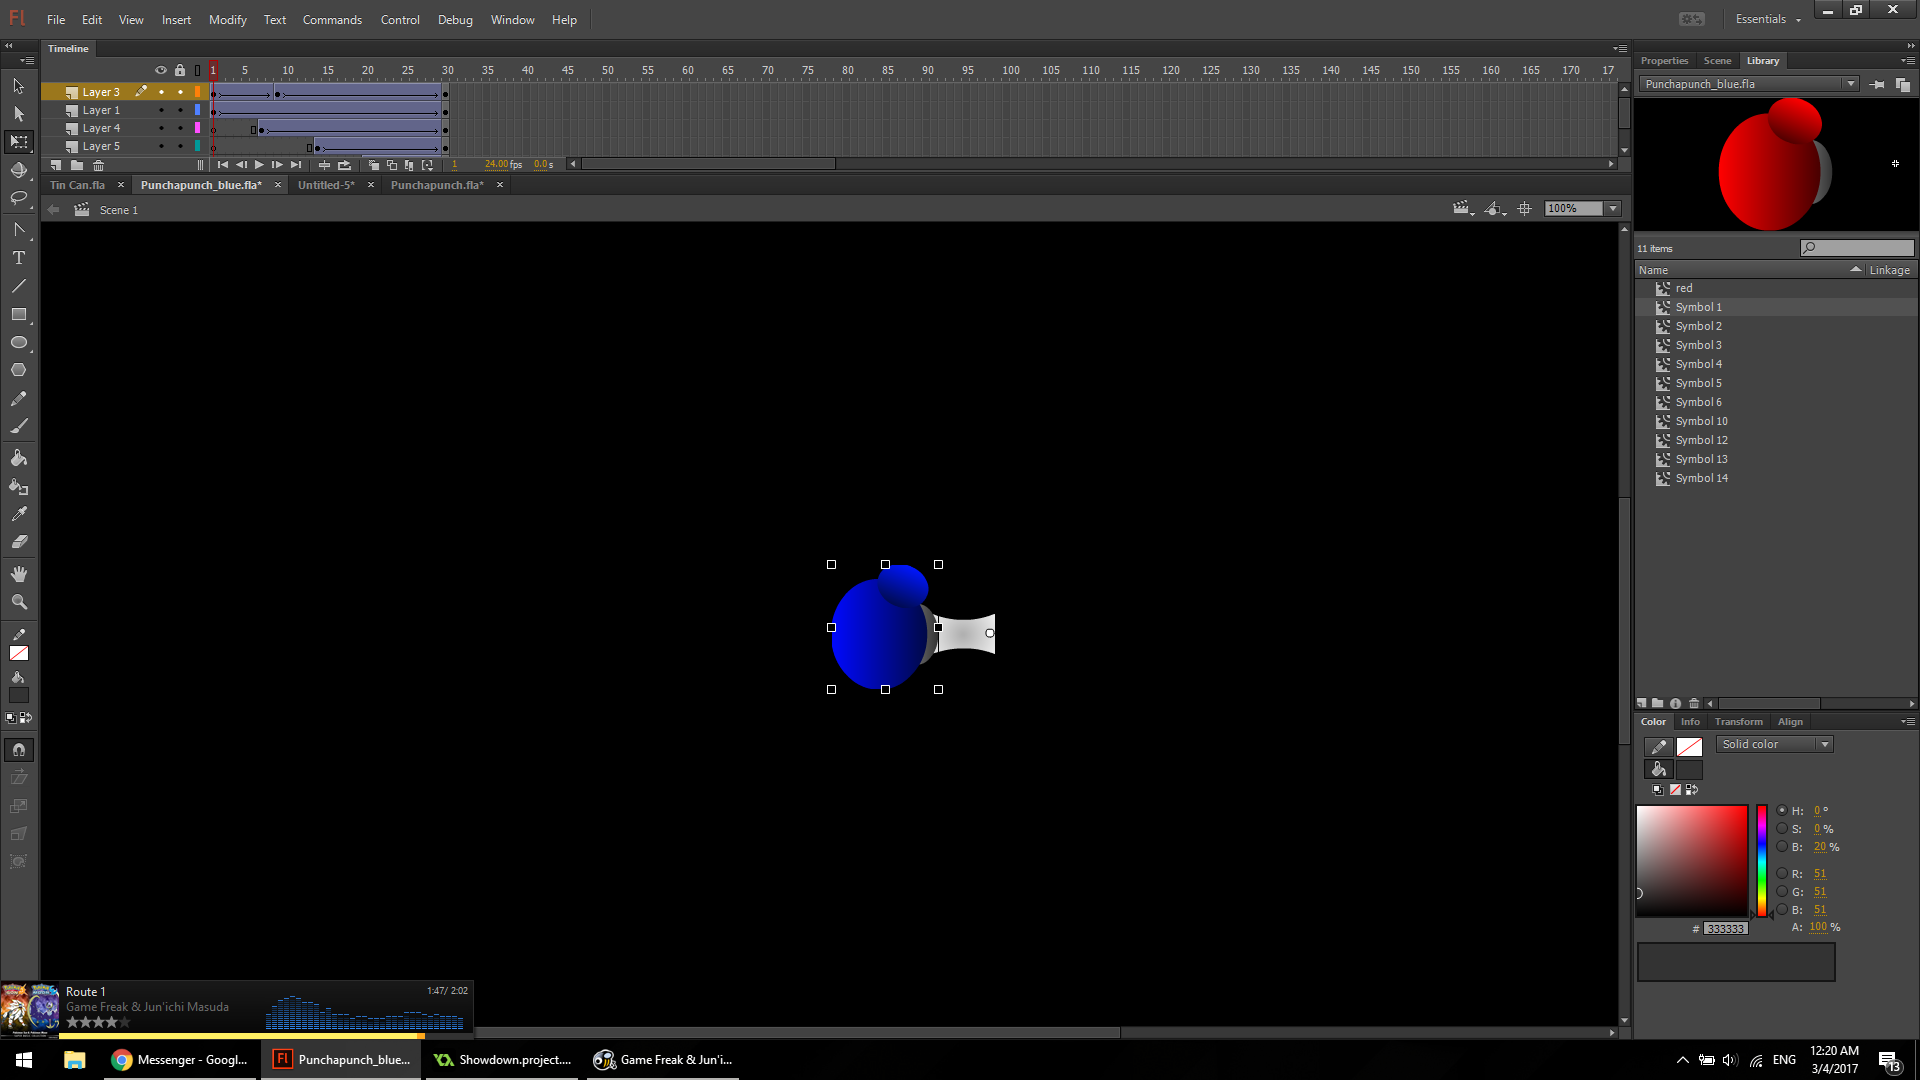 Fl File Edit View Insert Modify Text Commands Control Debug Window Help Essentials
Timeline
1 5 10 15 20 25 30 35 40 45 50 55 60 65 70 75 80 85 90 95 100 105 110 115 120 125 130 135 140 145 150 155 160 165 170 17
Layer 3
Layer 1
Layer 4
Layer 5
1 24.00 fps 0.0 s
Tin Can.fla Punchapunch_blue.fla* Untitled-5* Punchapunch.fla*
Scene 1 100%
Properties Scene Library
Punchapunch_blue.fla
11 items
Name Linkage
red
Symbol 1
Symbol 2
Symbol 3
Symbol 4
Symbol 5
Symbol 6
Symbol 10
Symbol 12
Symbol 13
Symbol 14
Color Info Transform Align
Solid color
H: 0 °
S: 0 %
B: 20 %
R: 51
G: 51
B: 51
A: 100 %
# 333333
Route 1 1:47/ 2:02
Game Freak & Jun'ichi Masuda
Messenger - Googl... Fl Punchapunch_blue... Showdown.project.... Game Freak & Jun'i... ENG 12:20 AM
3/4/2017 13